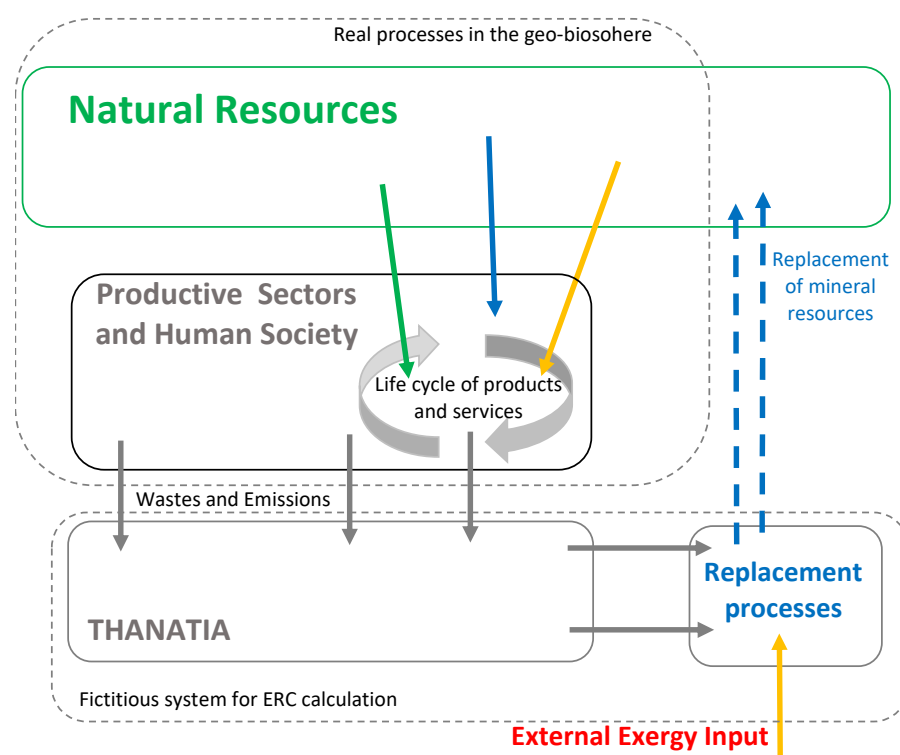 Real processes in the geo-biosohere
Natural Resources
Replacement
of mineral
resources
Productive Sectors
and Human Society
Life cycle of products
and services
Wastes and Emissions
THANATIA
Replacement
processes
Fictitious system for ERC calculation
External Exergy Input